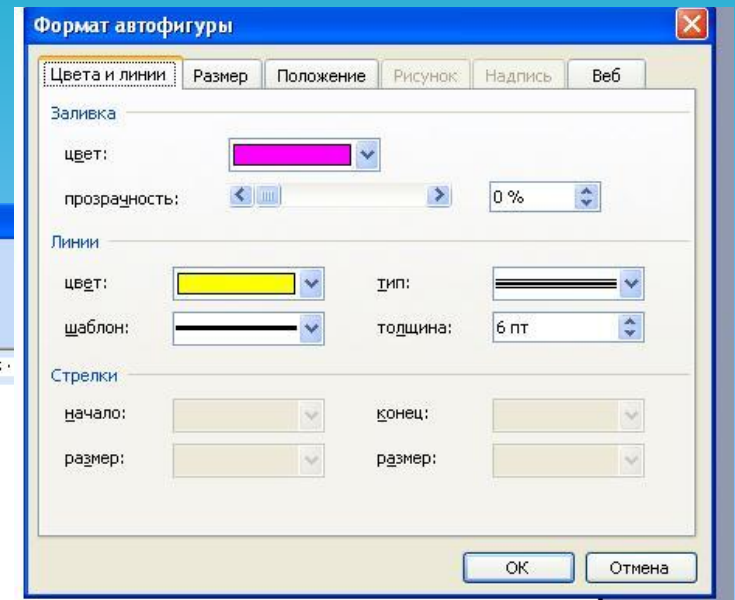 Формат автофигуры
Цвета и линии Размер Положение Рисунок Надпись Веб
Заливка
цвет:
прозрачность: 0 %
Линии
цвет: тип:
шаблон: толщина: 6 пт
Стрелки
начало: конец:
размер: размер:
ОК Отмена